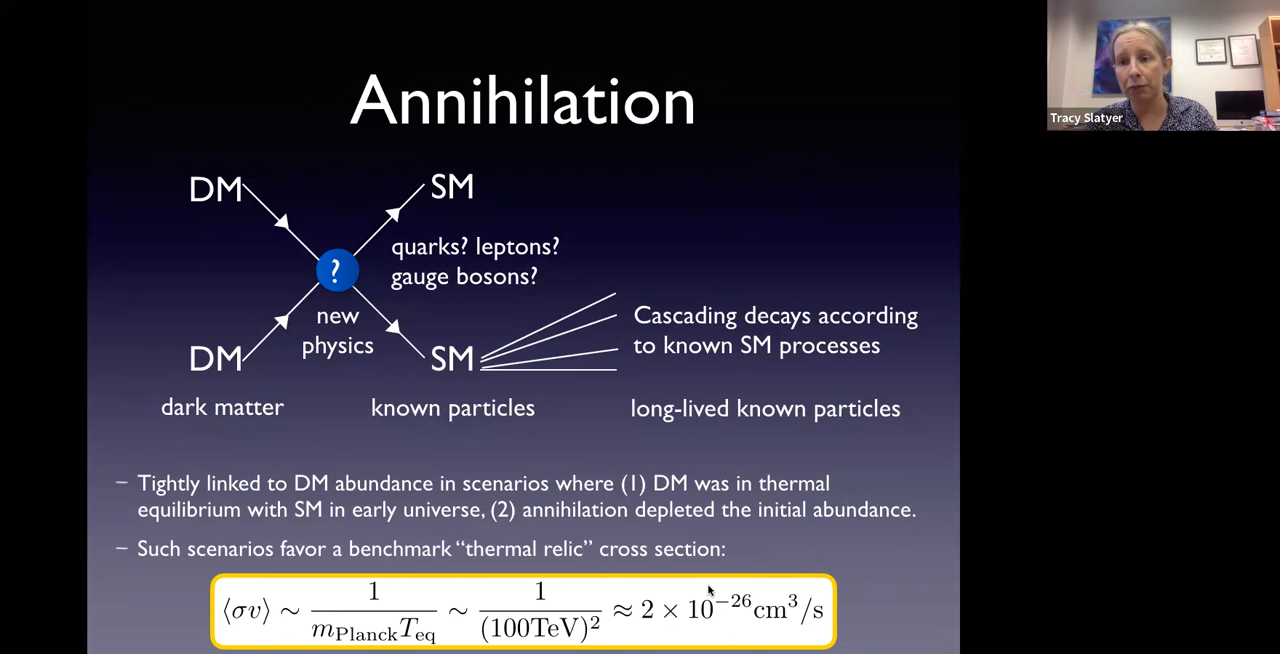 Annihilation
Tracy Slatyer
DM
SM
quarks? leptons?
gauge bosons?
?
new
physics
Cascading decays according
to known SM processes
DM
SM
dark matter
known particles
long-lived known particles
– Tightly linked to DM abundance in scenarios where (1) DM was in thermal
equilibrium with SM in early universe, (2) annihilation depleted the initial abundance.
– Such scenarios favor a benchmark “thermal relic” cross section:
⟨σv⟩ ∼ 1/(m_Planck T_eq) ∼ 1/(100TeV)² ≈ 2 × 10⁻²⁶cm³/s